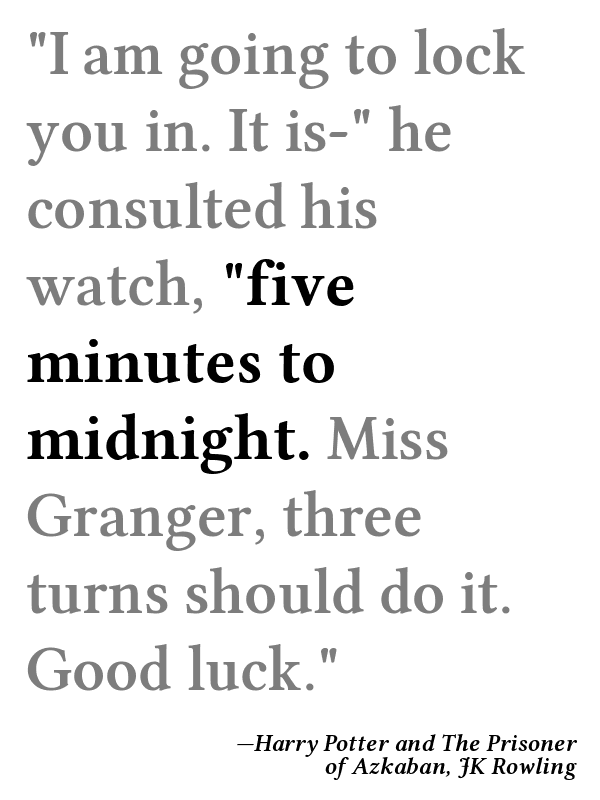 "I am going to lock
you in. It is-" he
consulted his
watch, "five
minutes to
midnight. Miss
Granger, three
turns should do it.
Good luck."
—Harry Potter and The Prisoner
of Azkaban, JK Rowling